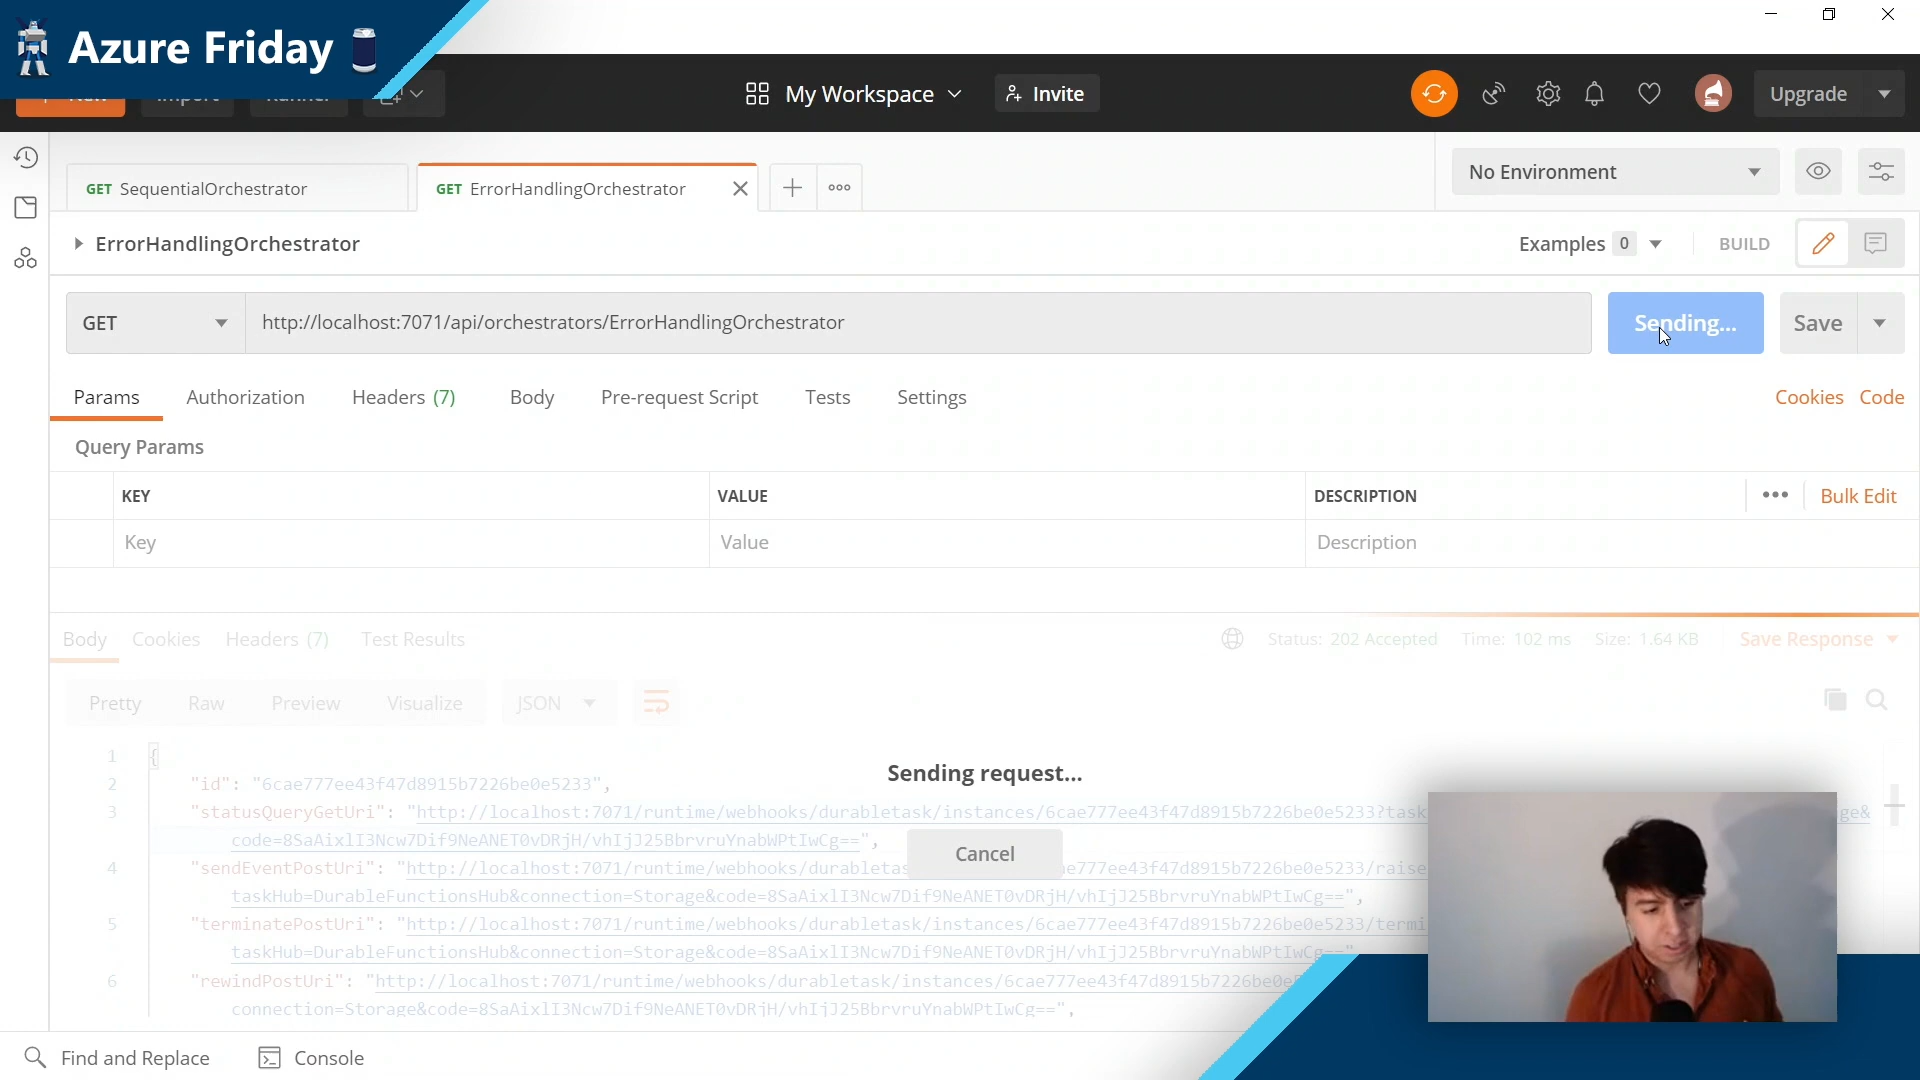 Azure Friday
New Import Runner
My Workspace
Invite
Upgrade
GET SequentialOrchestrator
GET ErrorHandlingOrchestrator
No Environment
ErrorHandlingOrchestrator
Examples 0
BUILD
GET
http://localhost:7071/api/orchestrators/ErrorHandlingOrchestrator
Sending...
Save
Params Authorization Headers (7) Body Pre-request Script Tests Settings
Cookies Code
Query Params
KEY VALUE DESCRIPTION
Bulk Edit
Key Value Description
Body Cookies Headers (7) Test Results
Status: 202 Accepted Time: 102 ms Size: 1.64 KB Save Response
Pretty Raw Preview Visualize JSON
1 {
2 "id": "6cae777ee43f47d8915b7226be0e5233",
Sending request...
3 "statusQueryGetUri": "http://localhost:7071/runtime/webhooks/durabletask/instances/6cae777ee43f47d8915b7226be0e5233?task ge&
code=8SaAixlI3Ncw7Dif9NeANET0vDRjH/vhIjJ25BbrvruYnabWPtIwCg==",
Cancel
4 "sendEventPostUri": "http://localhost:7071/runtime/webhooks/durabletas e777ee43f47d8915b7226be0e5233/raise
taskHub=DurableFunctionsHub&connection=Storage&code=8SaAixlI3Ncw7Dif9NeANET0vDRjH/vhIjJ25BbrvruYnabWPtIwCg==",
5 "terminatePostUri": "http://localhost:7071/runtime/webhooks/durabletask/instances/6cae777ee43f47d8915b7226be0e5233/termi
taskHub=DurableFunctionsHub&connection=Storage&code=8SaAixlI3Ncw7Dif9NeANET0vDRjH/vhIjJ25BbrvruYnabWPtIwCg=="
6 "rewindPostUri": "http://localhost:7071/runtime/webhooks/durabletask/instances/6cae777ee43f47d8915b7226be0e5
connection=Storage&code=8SaAixlI3Ncw7Dif9NeANET0vDRjH/vhIjJ25BbrvruYnabWPtIwCg==",
Find and Replace
Console